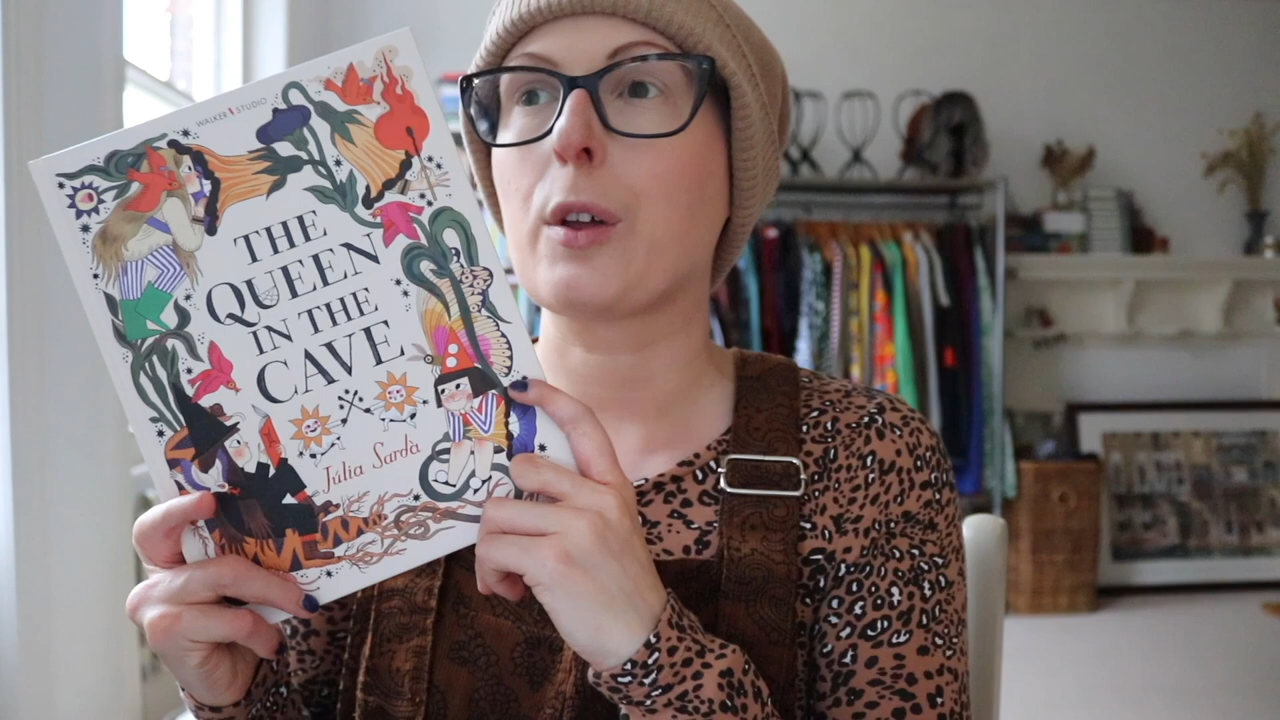 WALKER STUDIO
THE
QUEEN
IN THE
CAVE
Júlia Sardà